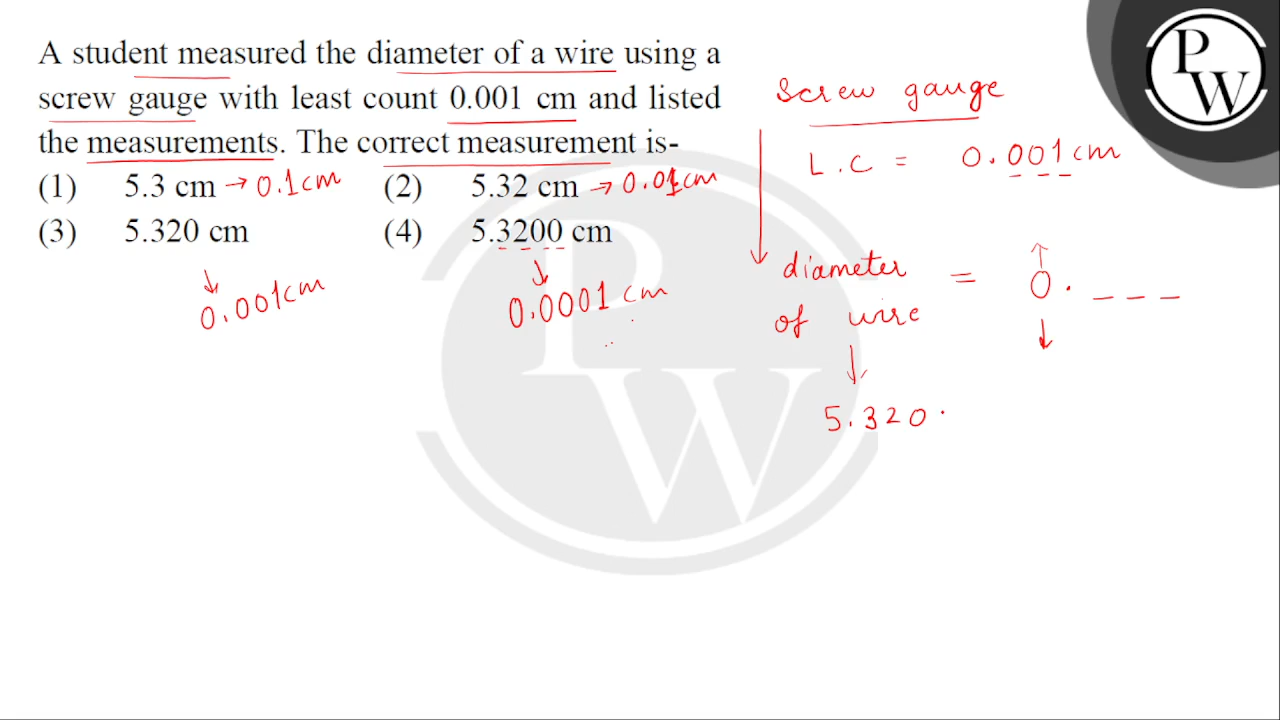 A student measured the diameter of a wire using a
screw gauge with least count 0.001 cm and listed
the measurements. The correct measurement is-
(1) 5.3 cm → 0.1cm (2) 5.32 cm → 0.01cm
(3) 5.320 cm (4) 5.3200 cm
0.001cm 0.0001 cm
Screw gauge
L.C = 0.001cm
diameter = 0. _ _ _
of wire
5.320
P
W
P
W